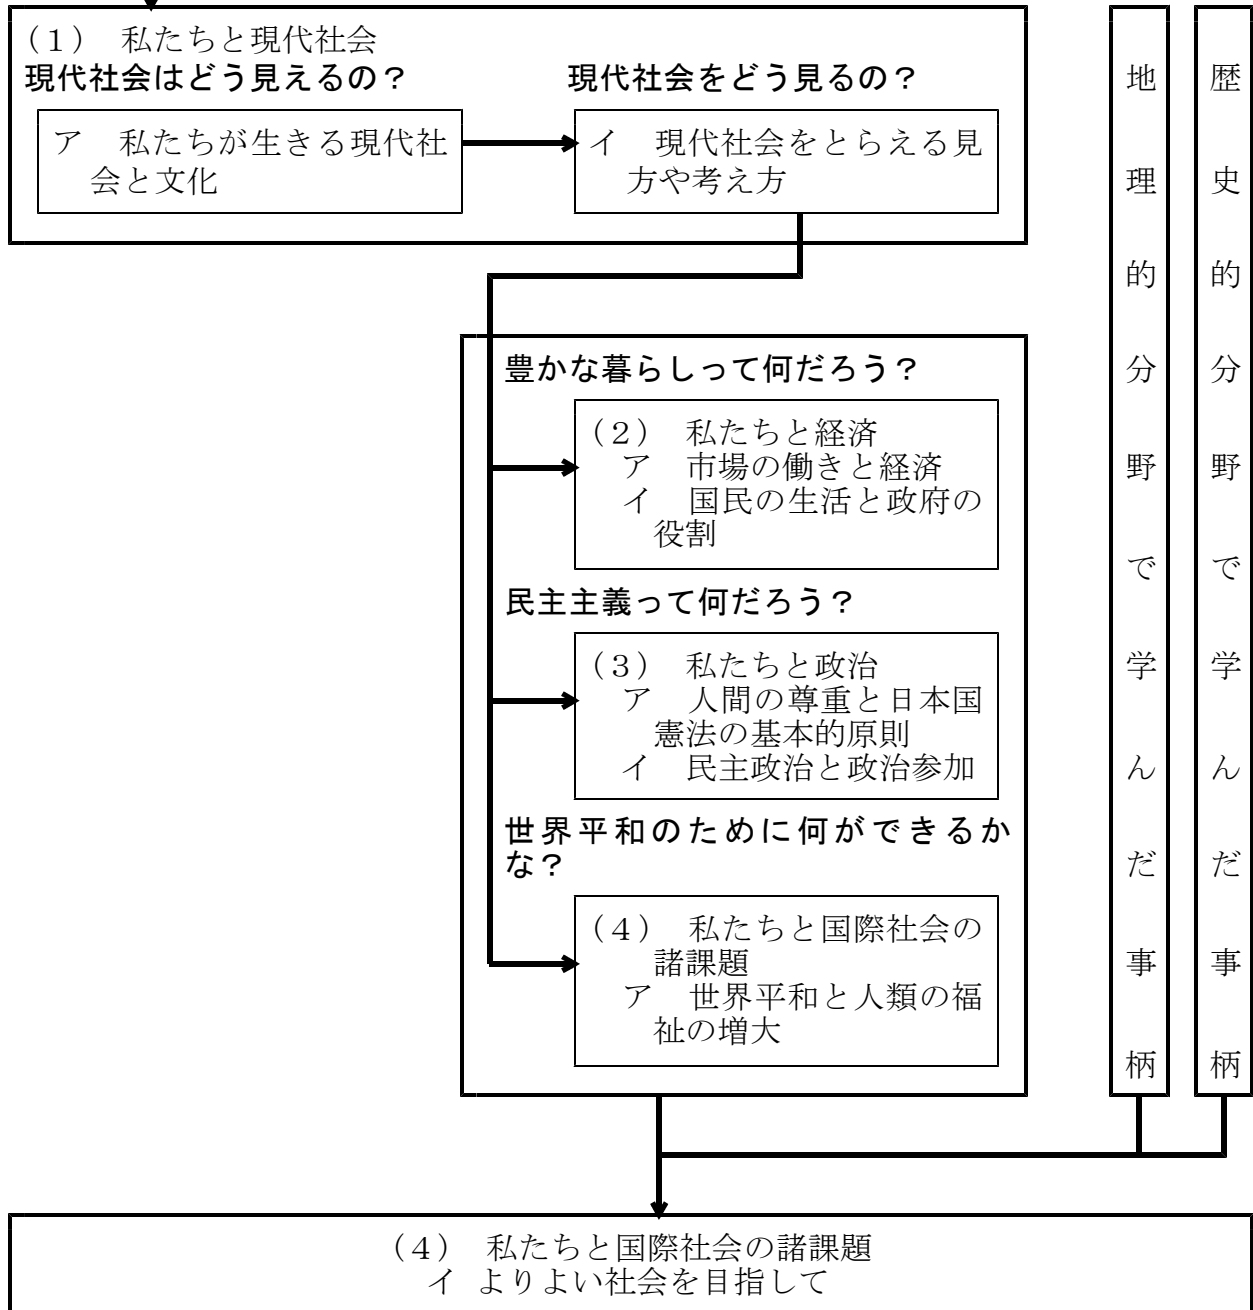 (1) 私たちと現代社会
現代社会はどう見えるの?
現代社会をどう見るの?
ア 私たちが生きる現代社
会と文化
イ 現代社会をとらえる見
方や考え方
豊かな暮らしって何だろう?
(2) 私たちと経済
ア 市場の働きと経済
イ 国民の生活と政府の
役割
民主主義って何だろう?
(3) 私たちと政治
ア 人間の尊重と日本国
憲法の基本的原則
イ 民主政治と政治参加
世界平和のために何ができるか
な?
(4) 私たちと国際社会の
諸課題
ア 世界平和と人類の福
祉の増大
地理的分野で学んだ事柄
歴史的分野で学んだ事柄
(4) 私たちと国際社会の諸課題
イ よりよい社会を目指して